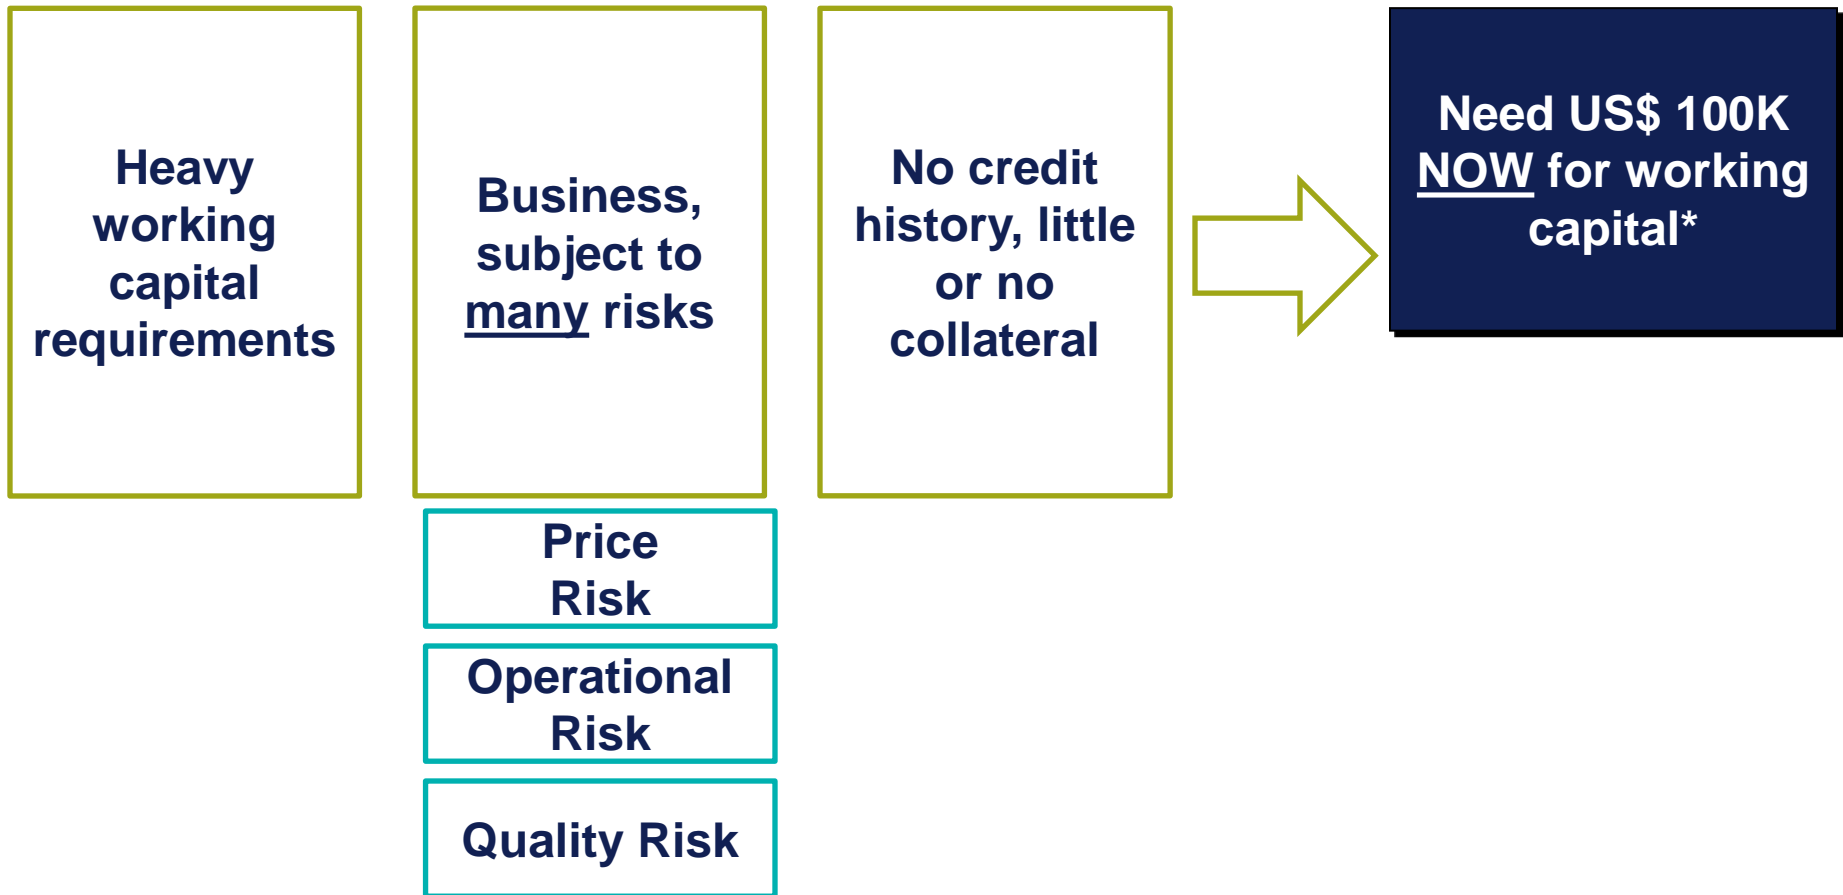 Heavy
working
capital
requirements
Business,
subject to
many risks
No credit
history, little
or no
collateral
Need US$ 100K
NOW for working
capital*
Price
Risk
Operational
Risk
Quality Risk